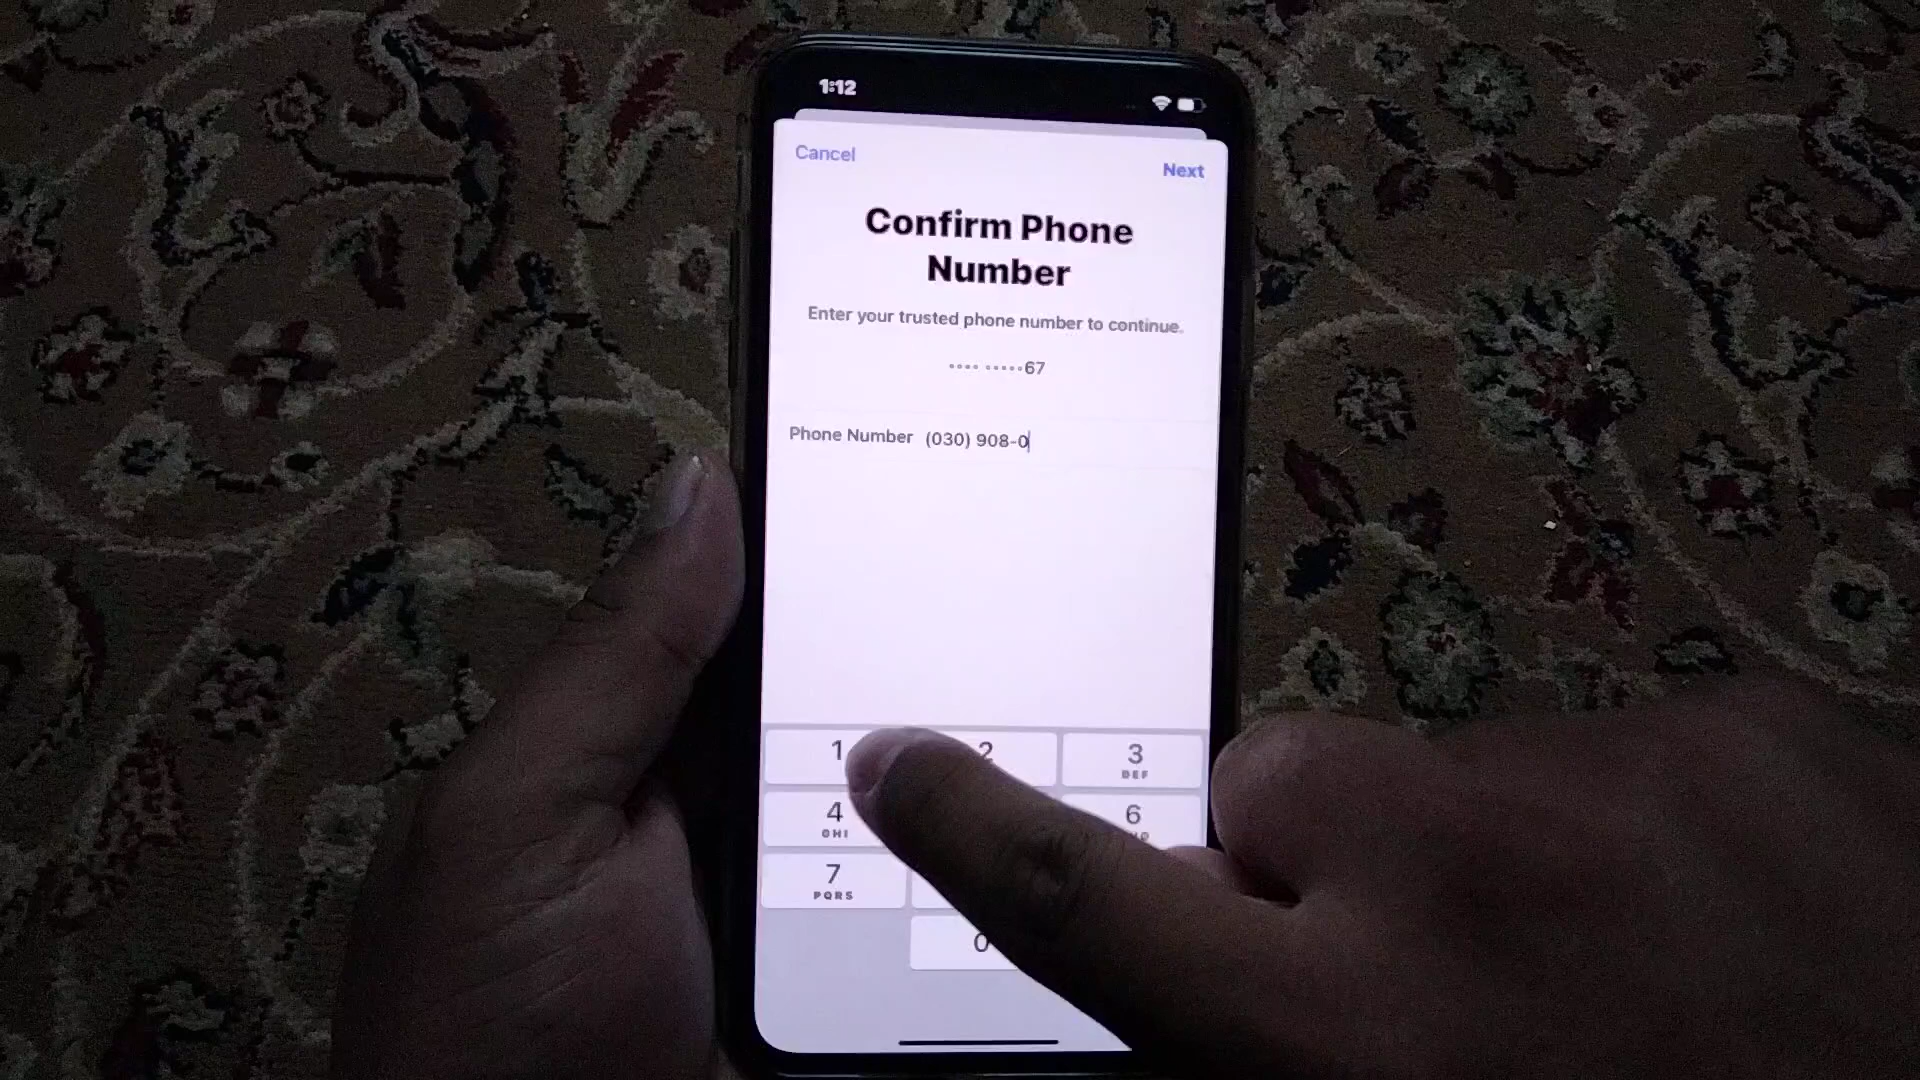 1:12
Cancel
Next
Confirm Phone
Number
Enter your trusted phone number to continue.
•••• •••••67
Phone Number (030) 908-0
1 2 3
DEF
4 6
GHI
7
PQRS
0